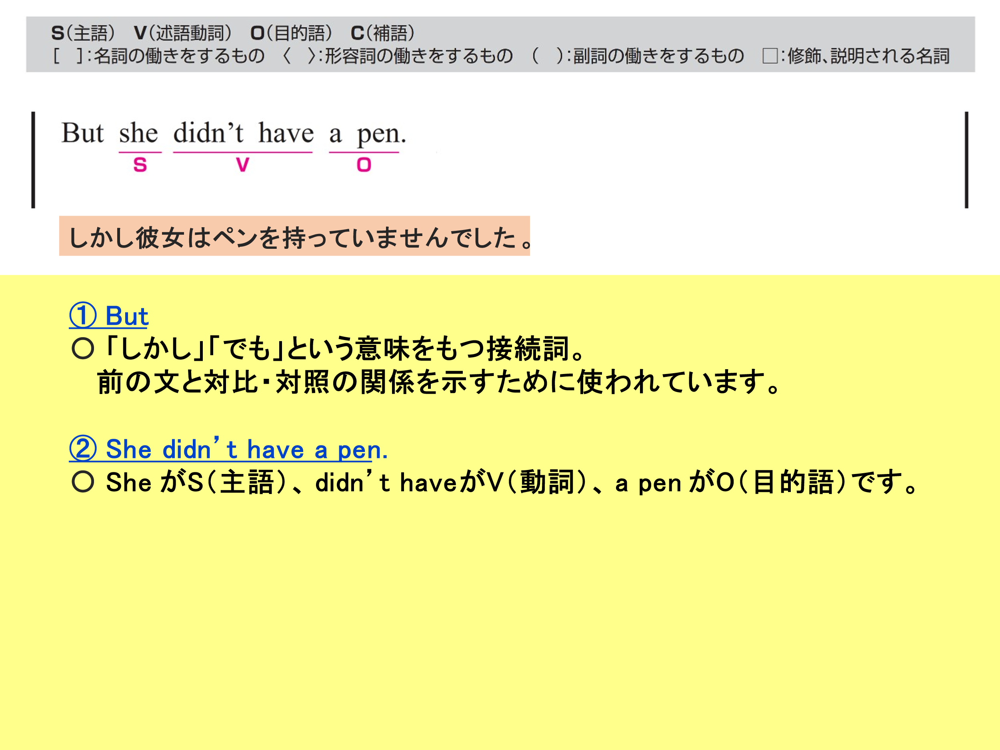 S(主語) V(述語動詞) O(目的語) C(補語)
[ ]:名詞の働きをするもの 〈 〉:形容詞の働きをするもの ( ):副詞の働きをするもの □:修飾、説明される名詞
But she didn't have a pen.
S V O
しかし彼女はペンを持っていませんでした。
① But
○ 「しかし」「でも」という意味をもつ接続詞。
前の文と対比・対照の関係を示すために使われています。
② She didn't have a pen.
○ She がS(主語)、didn't haveがV(動詞)、a pen がO(目的語)です。